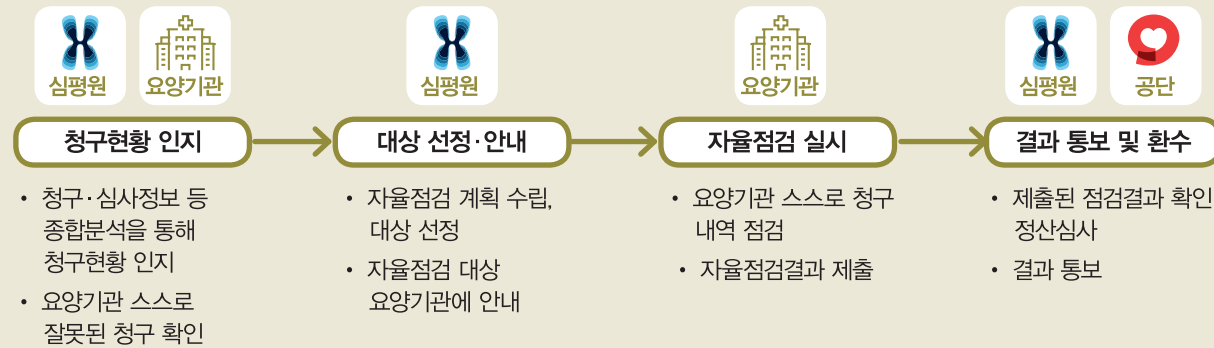 심평원
요양기관
심평원
요양기관
심평원
공단
청구현황 인지
대상 선정·안내
자율점검 실시
결과 통보 및 환수
• 청구·심사정보 등
종합분석을 통해
청구현황 인지
• 요양기관 스스로
잘못된 청구 확인
• 자율점검 계획 수립,
대상 선정
• 자율점검 대상
요양기관에 안내
• 요양기관 스스로 청구
내역 점검
• 자율점검결과 제출
• 제출된 점검결과 확인
정산심사
• 결과 통보